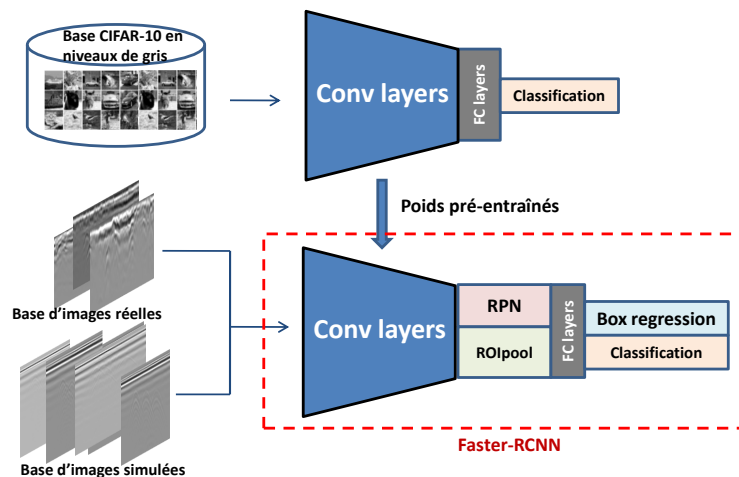 Base CIFAR-10 en
niveaux de gris
Conv layers
FC layers
Classification
Poids pré-entraînés
Base d'images réelles
Conv layers
RPN
ROIpool
FC layers
Box regression
Classification
Faster-RCNN
Base d'images simulées